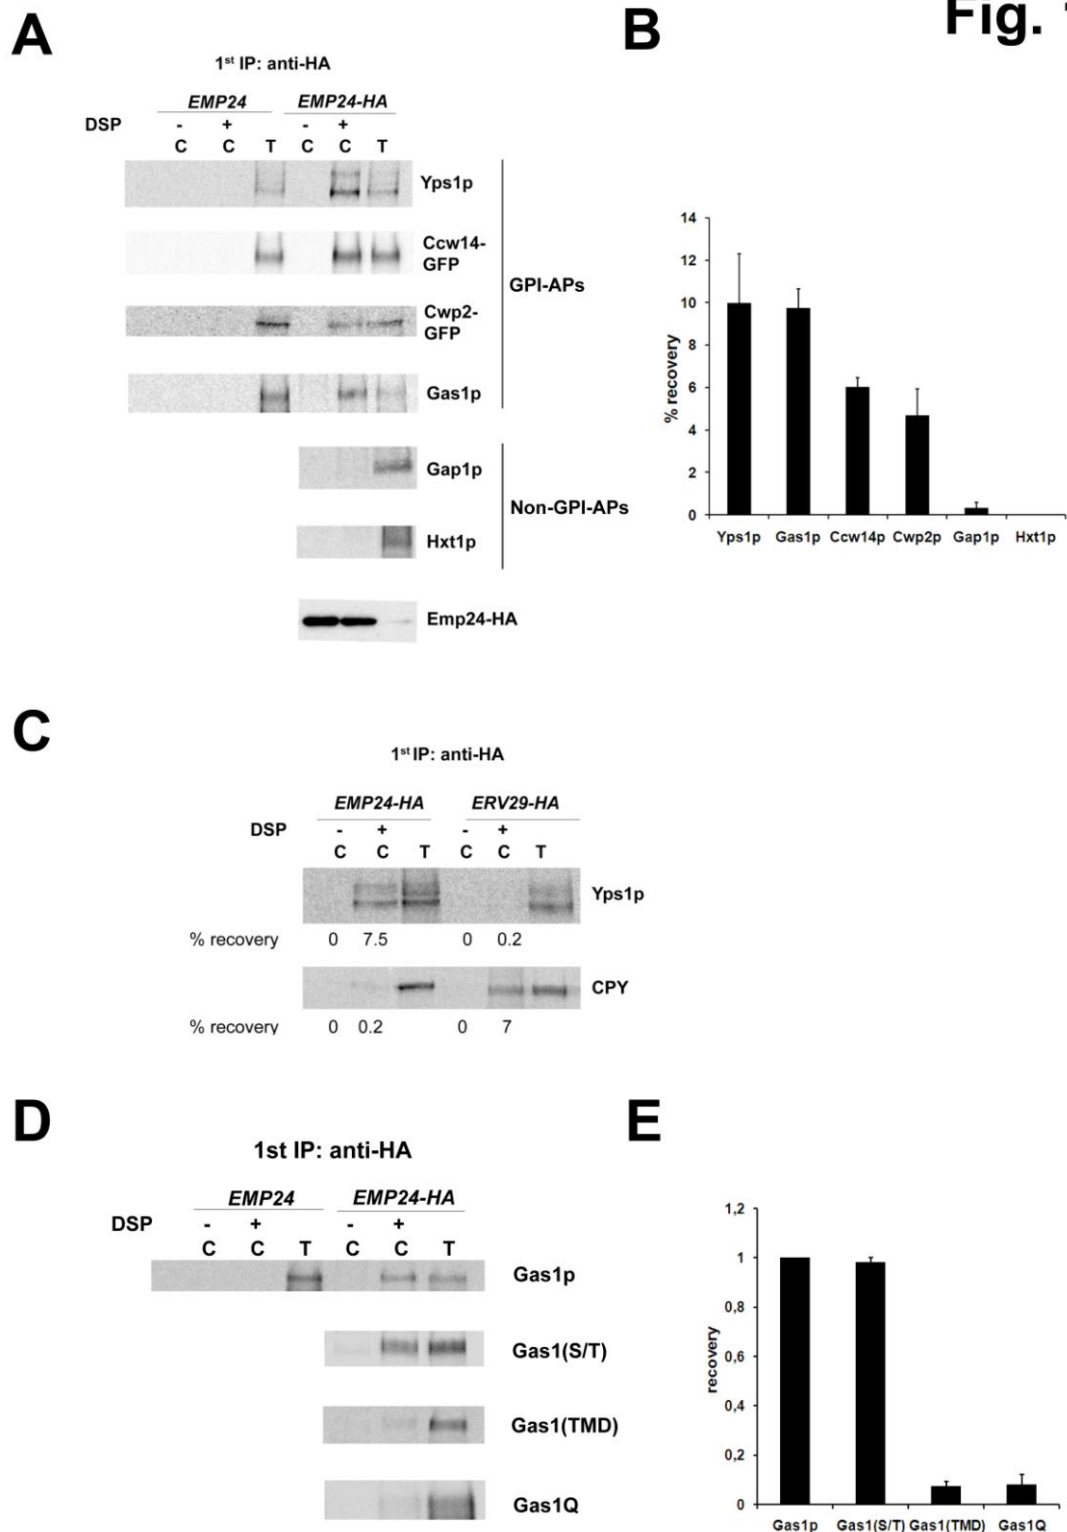 Fig. 1
A
1st IP: anti-HA
EMP24 EMP24-HA
DSP - + - +
C C T C C T
Yps1p
Ccw14-
GFP
Cwp2-
GFP
Gas1p
GPI-APs
Gap1p
Hxt1p
Non-GPI-APs
Emp24-HA
B
% recovery
14
12
10
8
6
4
2
0
Yps1p Gas1p Ccw14p Cwp2p Gap1p Hxt1p
C
1st IP: anti-HA
EMP24-HA ERV29-HA
DSP - + - +
C C T C C T
Yps1p
% recovery 0 7.5 0 0.2
CPY
% recovery 0 0.2 0 7
D
1st IP: anti-HA
EMP24 EMP24-HA
DSP - + - +
C C T C C T
Gas1p
Gas1(S/T)
Gas1(TMD)
Gas1Q
E
recovery
1,2
1
0,8
0,6
0,4
0,2
0
Gas1p Gas1(S/T) Gas1(TMD) Gas1Q